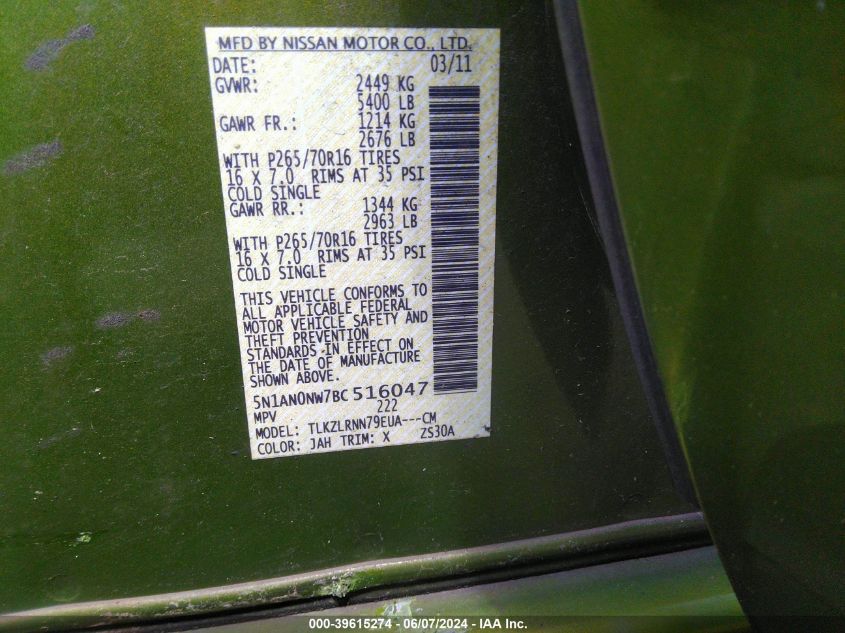 MFD BY NISSAN MOTOR CO., LTD.
DATE: 03/11
GVWR: 2449 KG
5400 LB
GAWR FR.: 1214 KG
2676 LB
WITH P265/70R16 TIRES
16 X 7.0 RIMS AT 35 PSI
COLD SINGLE
GAWR RR.: 1344 KG
2963 LB
WITH P265/70R16 TIRES
16 X 7.0 RIMS AT 35 PSI
COLD SINGLE
THIS VEHICLE CONFORMS TO
ALL APPLICABLE FEDERAL
MOTOR VEHICLE SAFETY AND
THEFT PREVENTION
STANDARDS IN EFFECT ON
THE DATE OF MANUFACTURE
SHOWN ABOVE.
5N1AN0NW7BC516047
MPV 222
MODEL: TLKZLRNN79EUA---CM
COLOR: JAH TRIM: X ZS30A
000-39615274 - 06/07/2024 - IAA Inc.